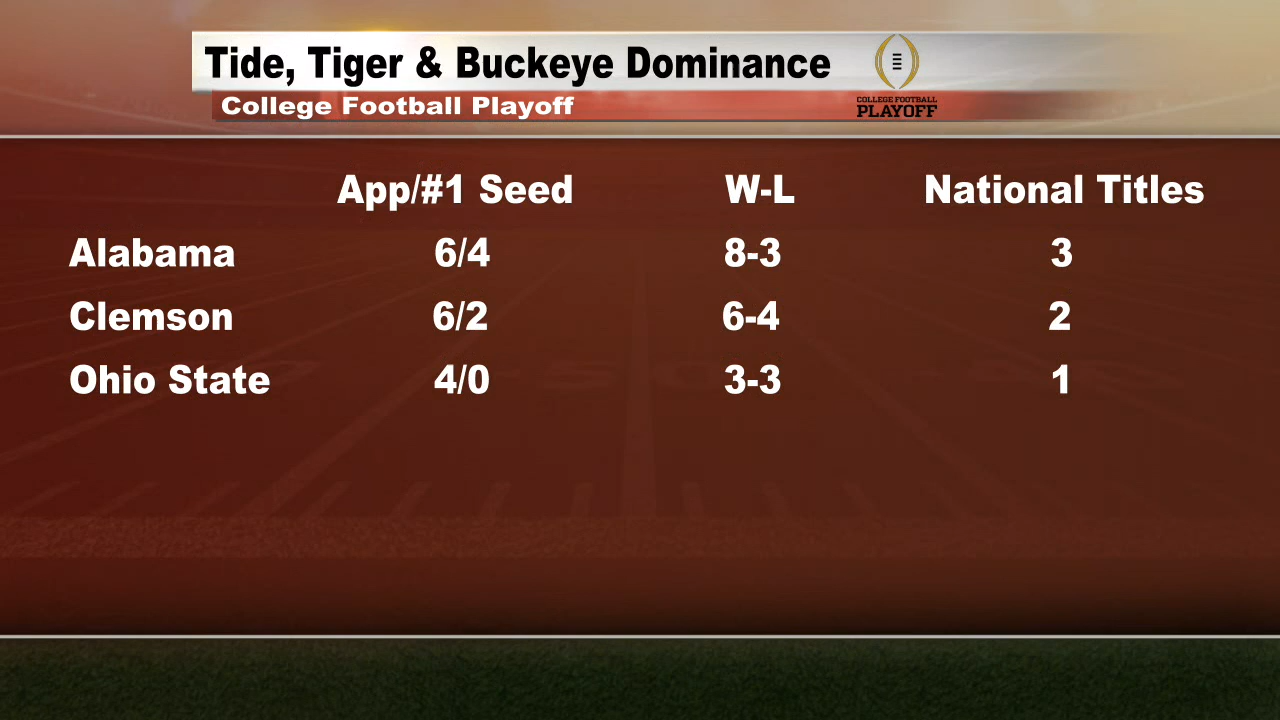 Tide, Tiger & Buckeye Dominance
College Football Playoff
COLLEGE FOOTBALL
PLAYOFF
App/#1 Seed W-L National Titles
Alabama 6/4 8-3 3
Clemson 6/2 6-4 2
Ohio State 4/0 3-3 1